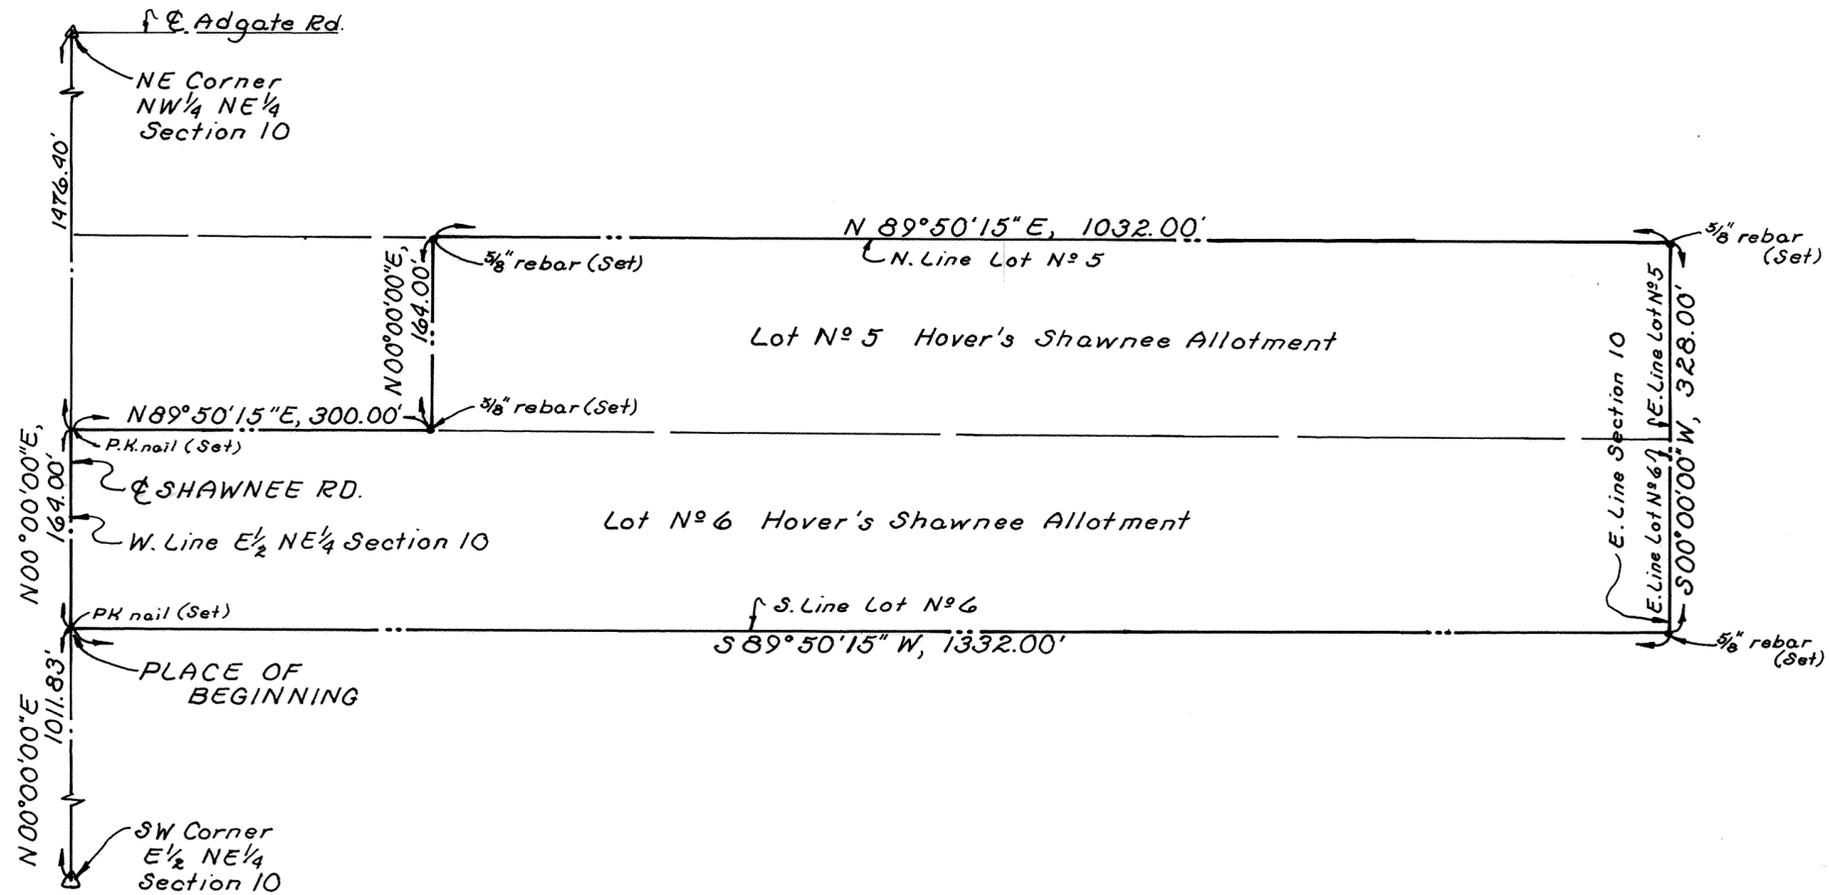 ℄ Adgate Rd.
NE Corner
NW¼ NE¼
Section 10
1476.40'
N 89°50'15"E, 1032.00'
N. Line Lot Nº 5
5/8" rebar (Set)
5/8" rebar
(Set)
N00°00'00"E,
164.00'
Lot Nº 5 Hover's Shawnee Allotment
E. Line Lot Nº 5
S00°00'00"W, 328.00'
E. Line Section 10
E. Line Lot Nº 6
N89°50'15"E, 300.00'
5/8" rebar (Set)
P.K. nail (Set)
℄ SHAWNEE RD.
N00°00'00"E,
164.00'
W. Line E½ NE¼ Section 10
Lot Nº 6 Hover's Shawnee Allotment
PK nail (Set)
S. Line Lot Nº 6
S 89°50'15" W, 1332.00'
5/8" rebar
(Set)
PLACE OF
BEGINNING
N00°00'00"E
1011.83'
SW Corner
E½ NE¼
Section 10